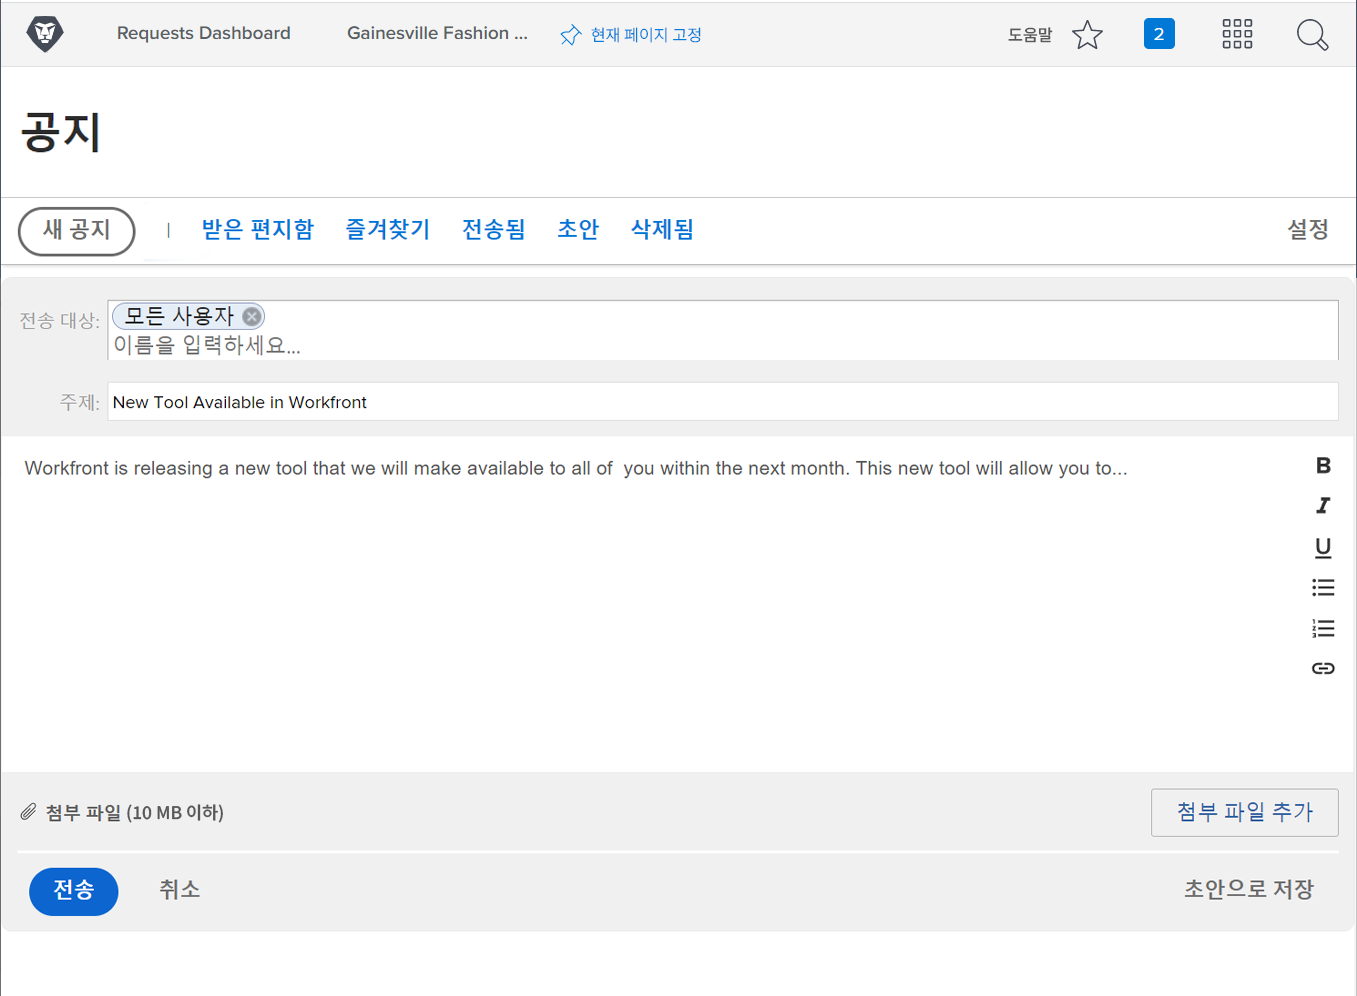 Requests Dashboard
Gainesville Fashion ...
현재 페이지 고정
도움말
2
공지
새 공지 | 받은 편지함 즐겨찾기 전송됨 초안 삭제됨 설정
전송 대상: 모든 사용자
이름을 입력하세요...
주제: New Tool Available in Workfront
Workfront is releasing a new tool that we will make available to all of  you within the next month. This new tool will allow you to...
B
I
U
첨부 파일 (10 MB 이하)
첨부 파일 추가
전송 취소 초안으로 저장